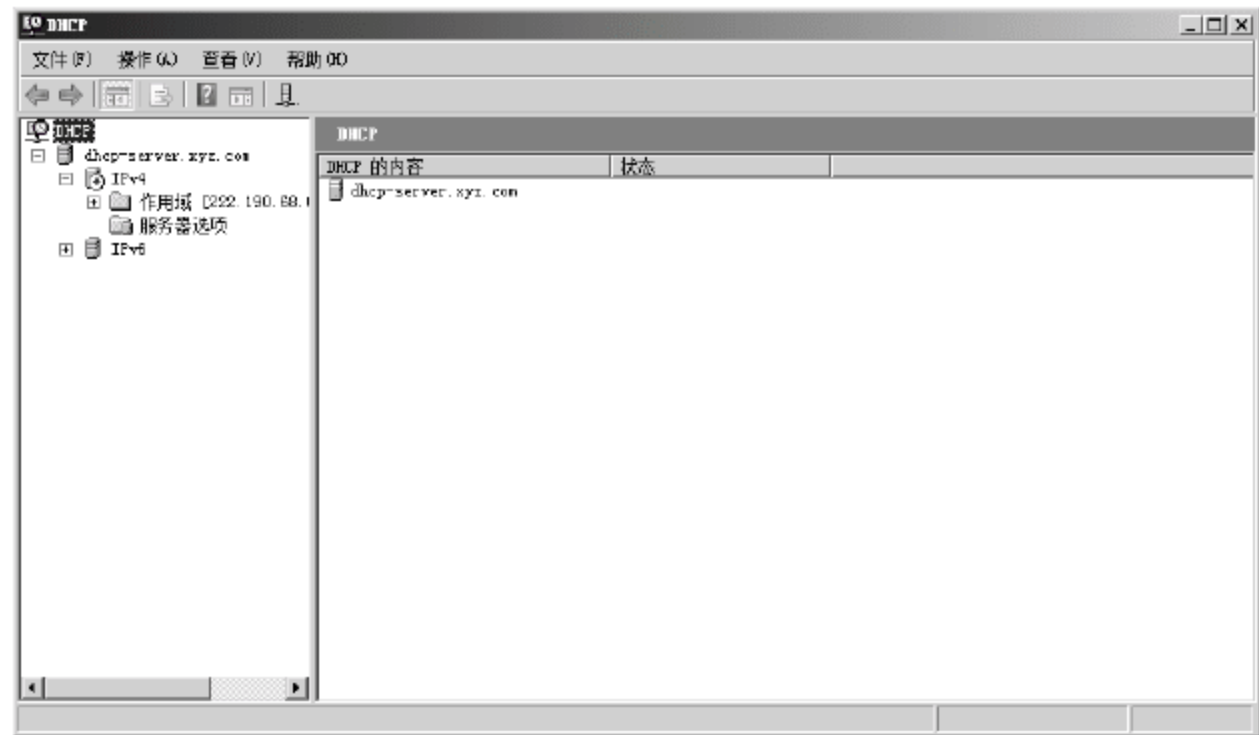 DHCP
文件(F) 操作(A) 查看(V) 帮助(H)
DHCP
dhcp-server.xyz.com
IPv4
作用域 [222.190.68.
服务器选项
IPv6
DHCP
DHCP 的内容 状态
dhcp-server.xyz.com